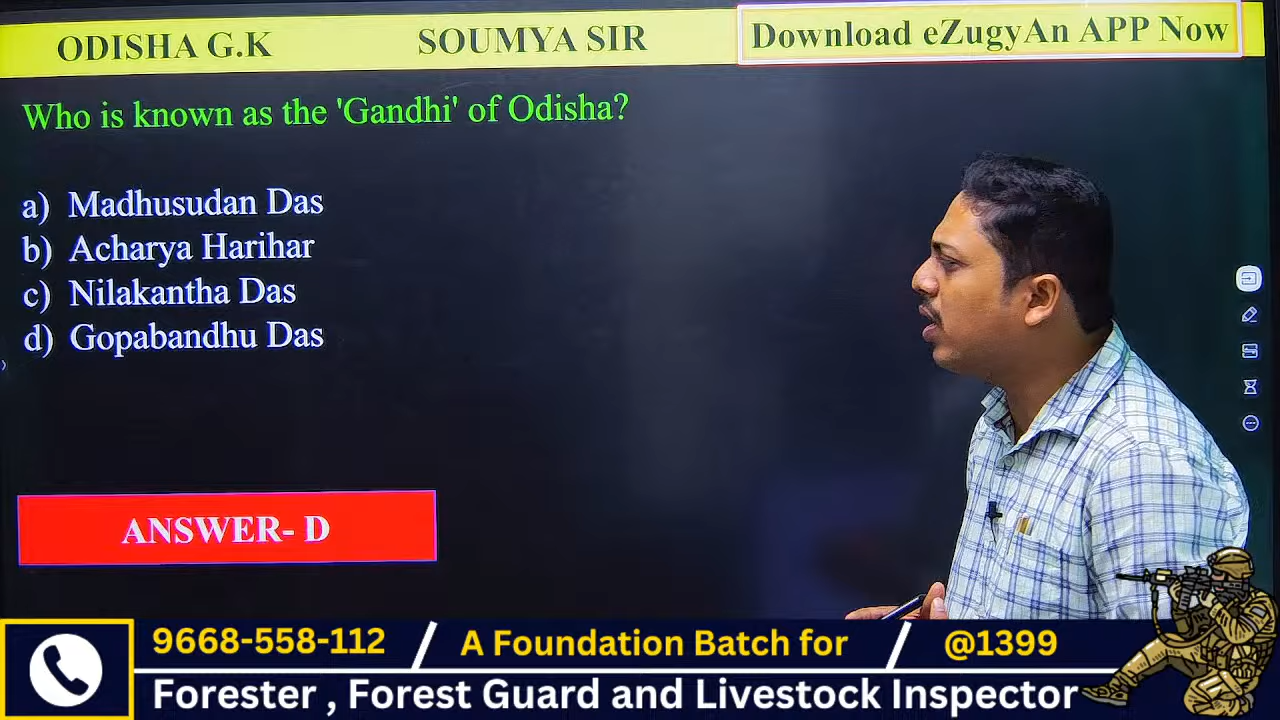 ODISHA G.K SOUMYA SIR Download eZugyAn APP Now
Who is known as the 'Gandhi' of Odisha?
a) Madhusudan Das
b) Acharya Harihar
c) Nilakantha Das
d) Gopabandhu Das
ANSWER- D
9668-558-112 / A Foundation Batch for / @1399
Forester , Forest Guard and Livestock Inspector